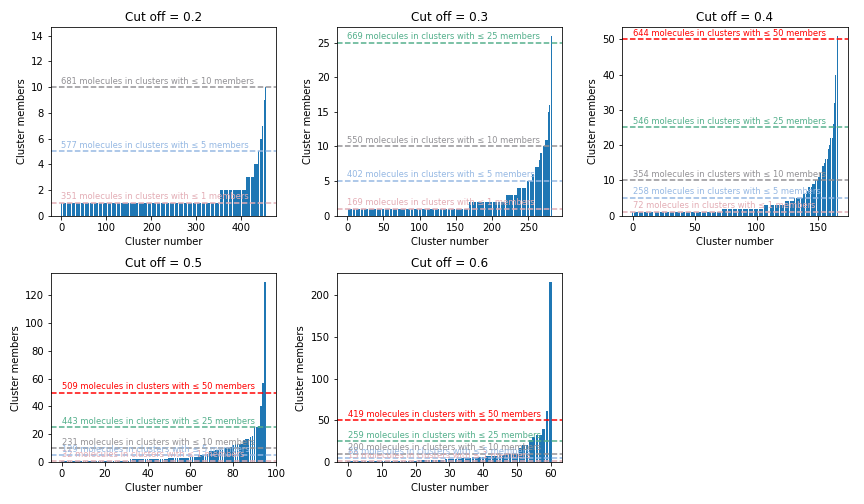 Cut off = 0.2
Cluster members
14
12
10
8
6
4
2
0
681 molecules in clusters with ≤ 10 members
577 molecules in clusters with ≤ 5 members
351 molecules in clusters with ≤ 1 members
0 100 200 300 400
Cluster number
Cut off = 0.3
Cluster members
25
20
15
10
5
0
669 molecules in clusters with ≤ 25 members
550 molecules in clusters with ≤ 10 members
402 molecules in clusters with ≤ 5 members
169 molecules in clusters with ≤ 1 members
0 50 100 150 200 250
Cluster number
Cut off = 0.4
Cluster members
50
40
30
20
10
0
644 molecules in clusters with ≤ 50 members
546 molecules in clusters with ≤ 25 members
354 molecules in clusters with ≤ 10 members
258 molecules in clusters with ≤ 5 members
72 molecules in clusters with ≤ 1 members
0 50 100 150
Cluster number
Cut off = 0.5
Cluster members
120
100
80
60
40
20
0
509 molecules in clusters with ≤ 50 members
443 molecules in clusters with ≤ 25 members
231 molecules in clusters with ≤ 10 members
0 20 40 60 80 100
Cluster number
Cut off = 0.6
Cluster members
200
150
100
50
0
419 molecules in clusters with ≤ 50 members
259 molecules in clusters with ≤ 25 members
molecules in clusters with ≤ 10 members
0 10 20 30 40 50 60
Cluster number